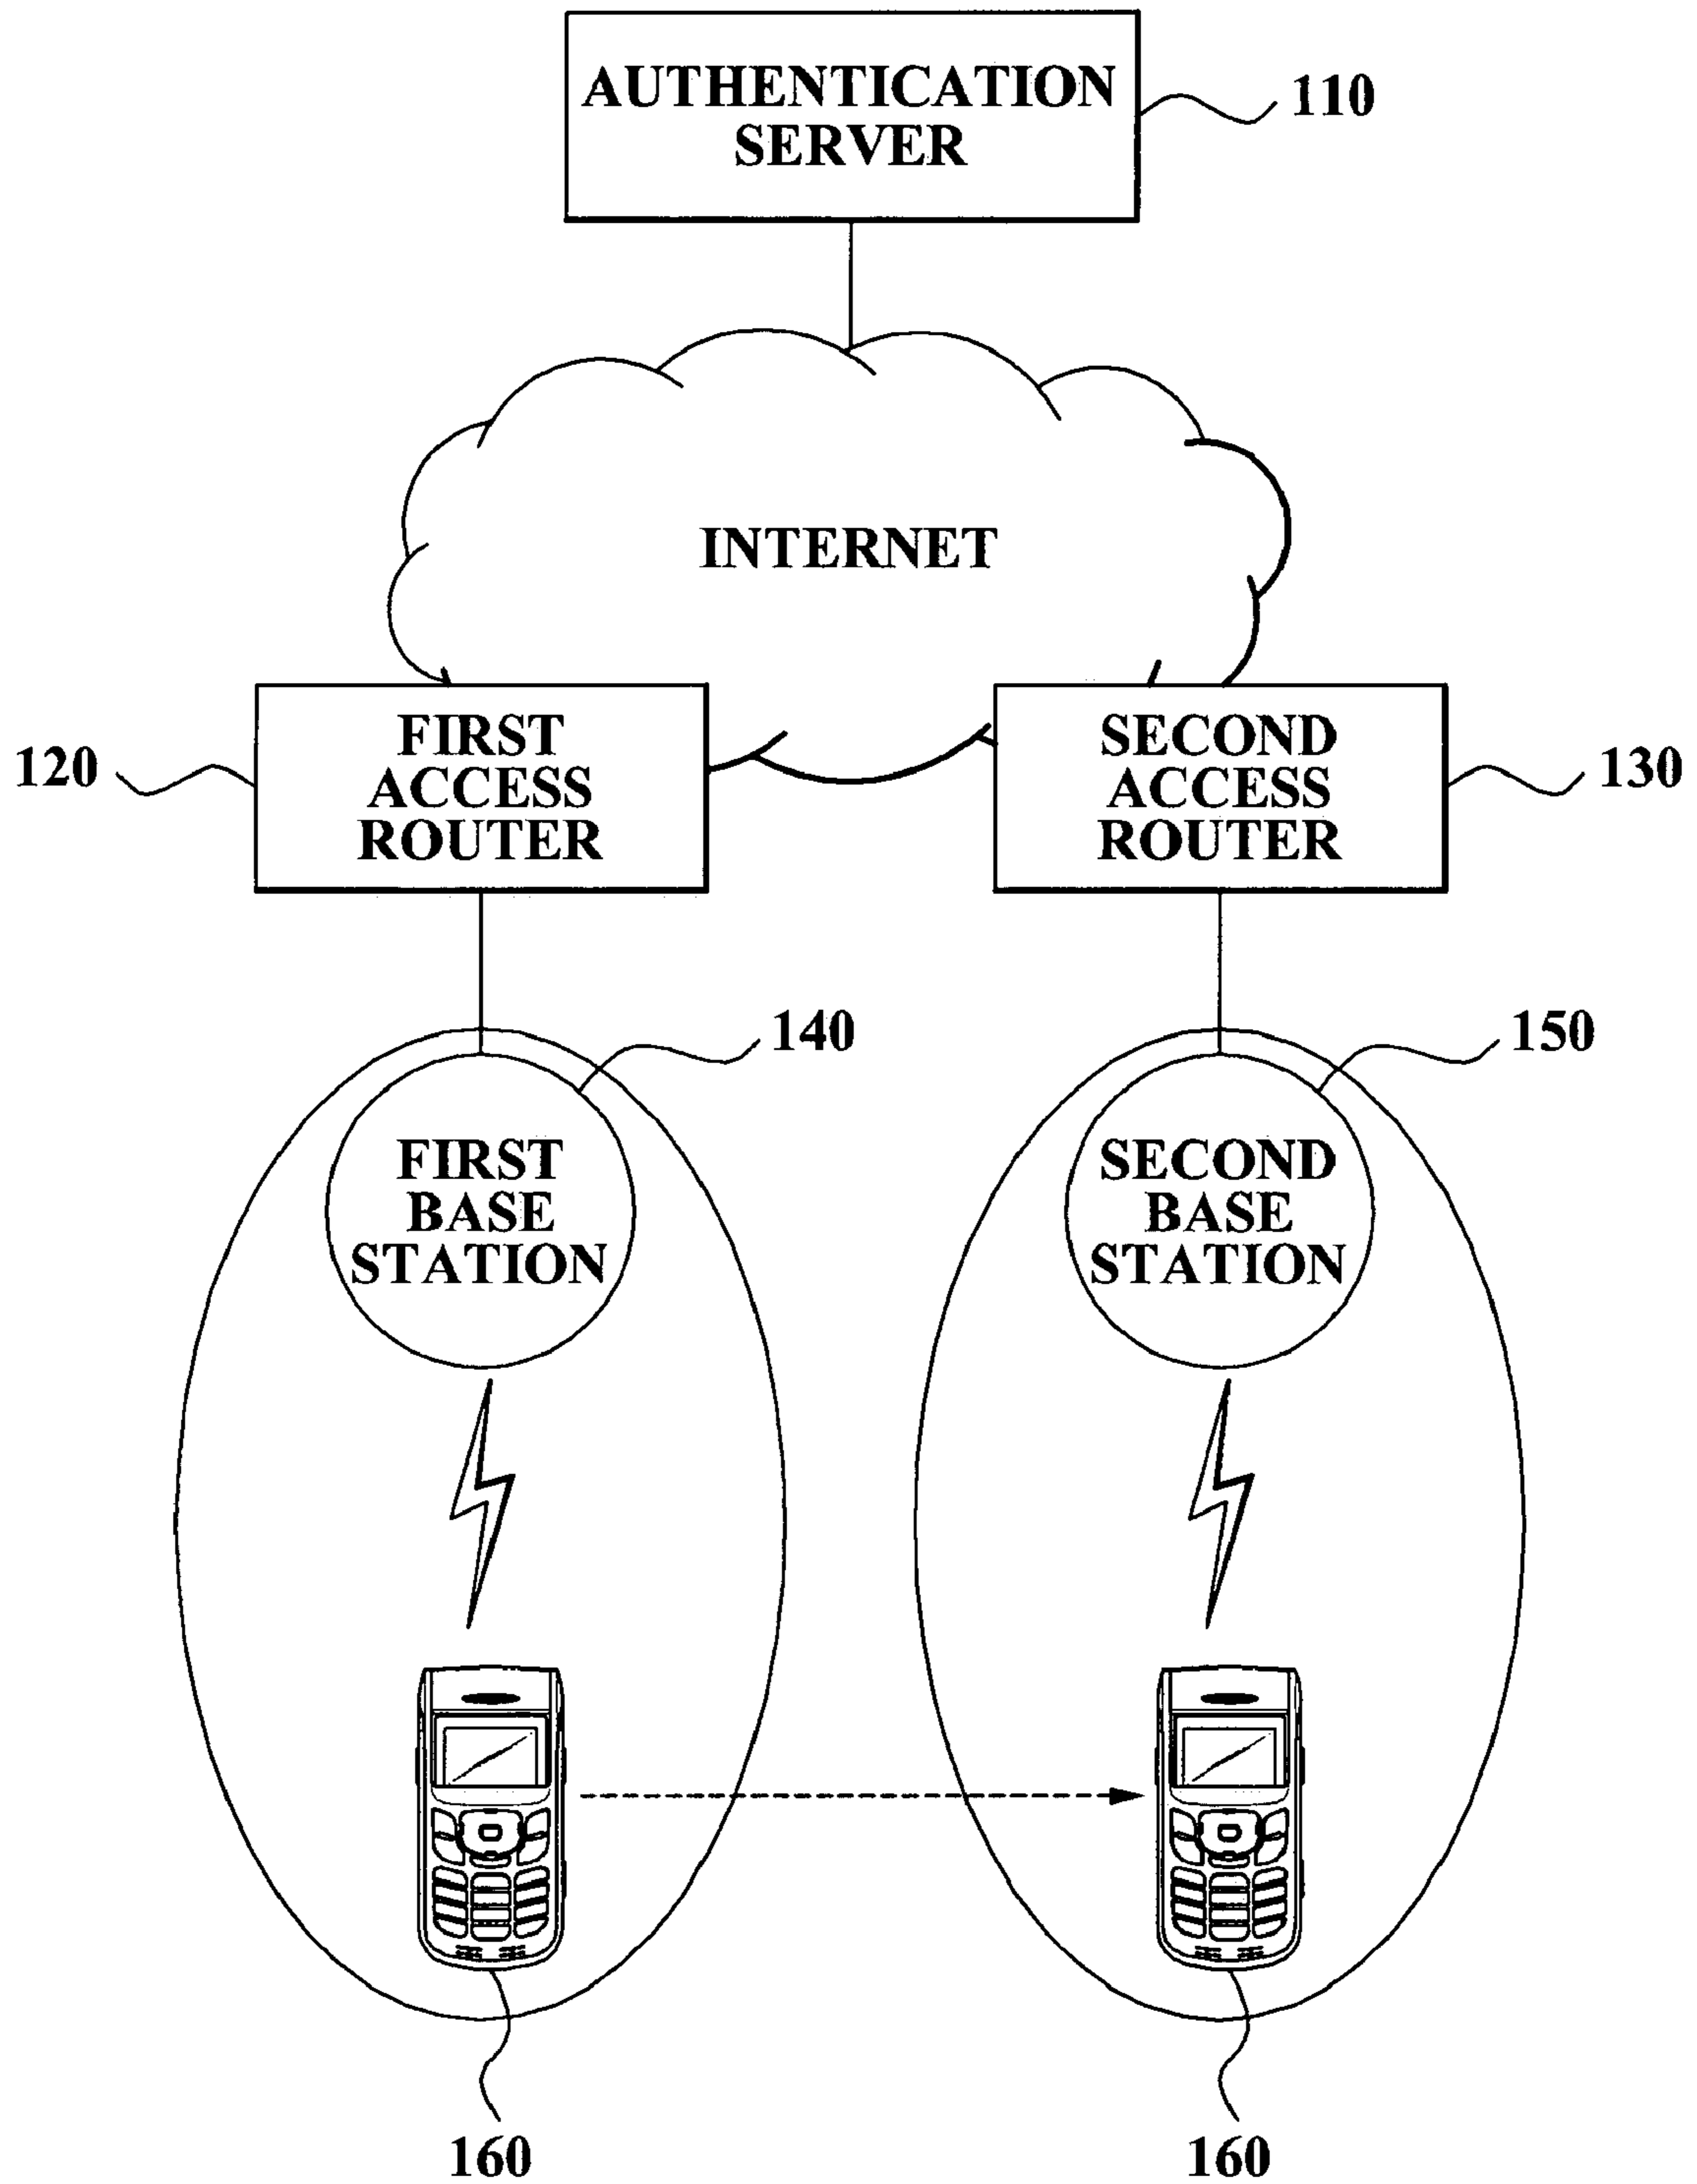 AUTHENTICATION
SERVER
110
INTERNET
FIRST
ACCESS
ROUTER
120
SECOND
ACCESS
ROUTER
130
140
FIRST
BASE
STATION
150
SECOND
BASE
STATION
160
160